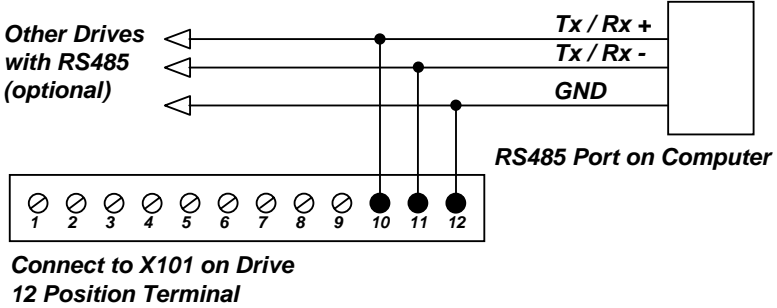 Other Drives
with RS485
(optional)
Tx / Rx +
Tx / Rx -
GND
RS485 Port on Computer
1 2 3 4 5 6 7 8 9 10 11 12
Connect to X101 on Drive
12 Position Terminal